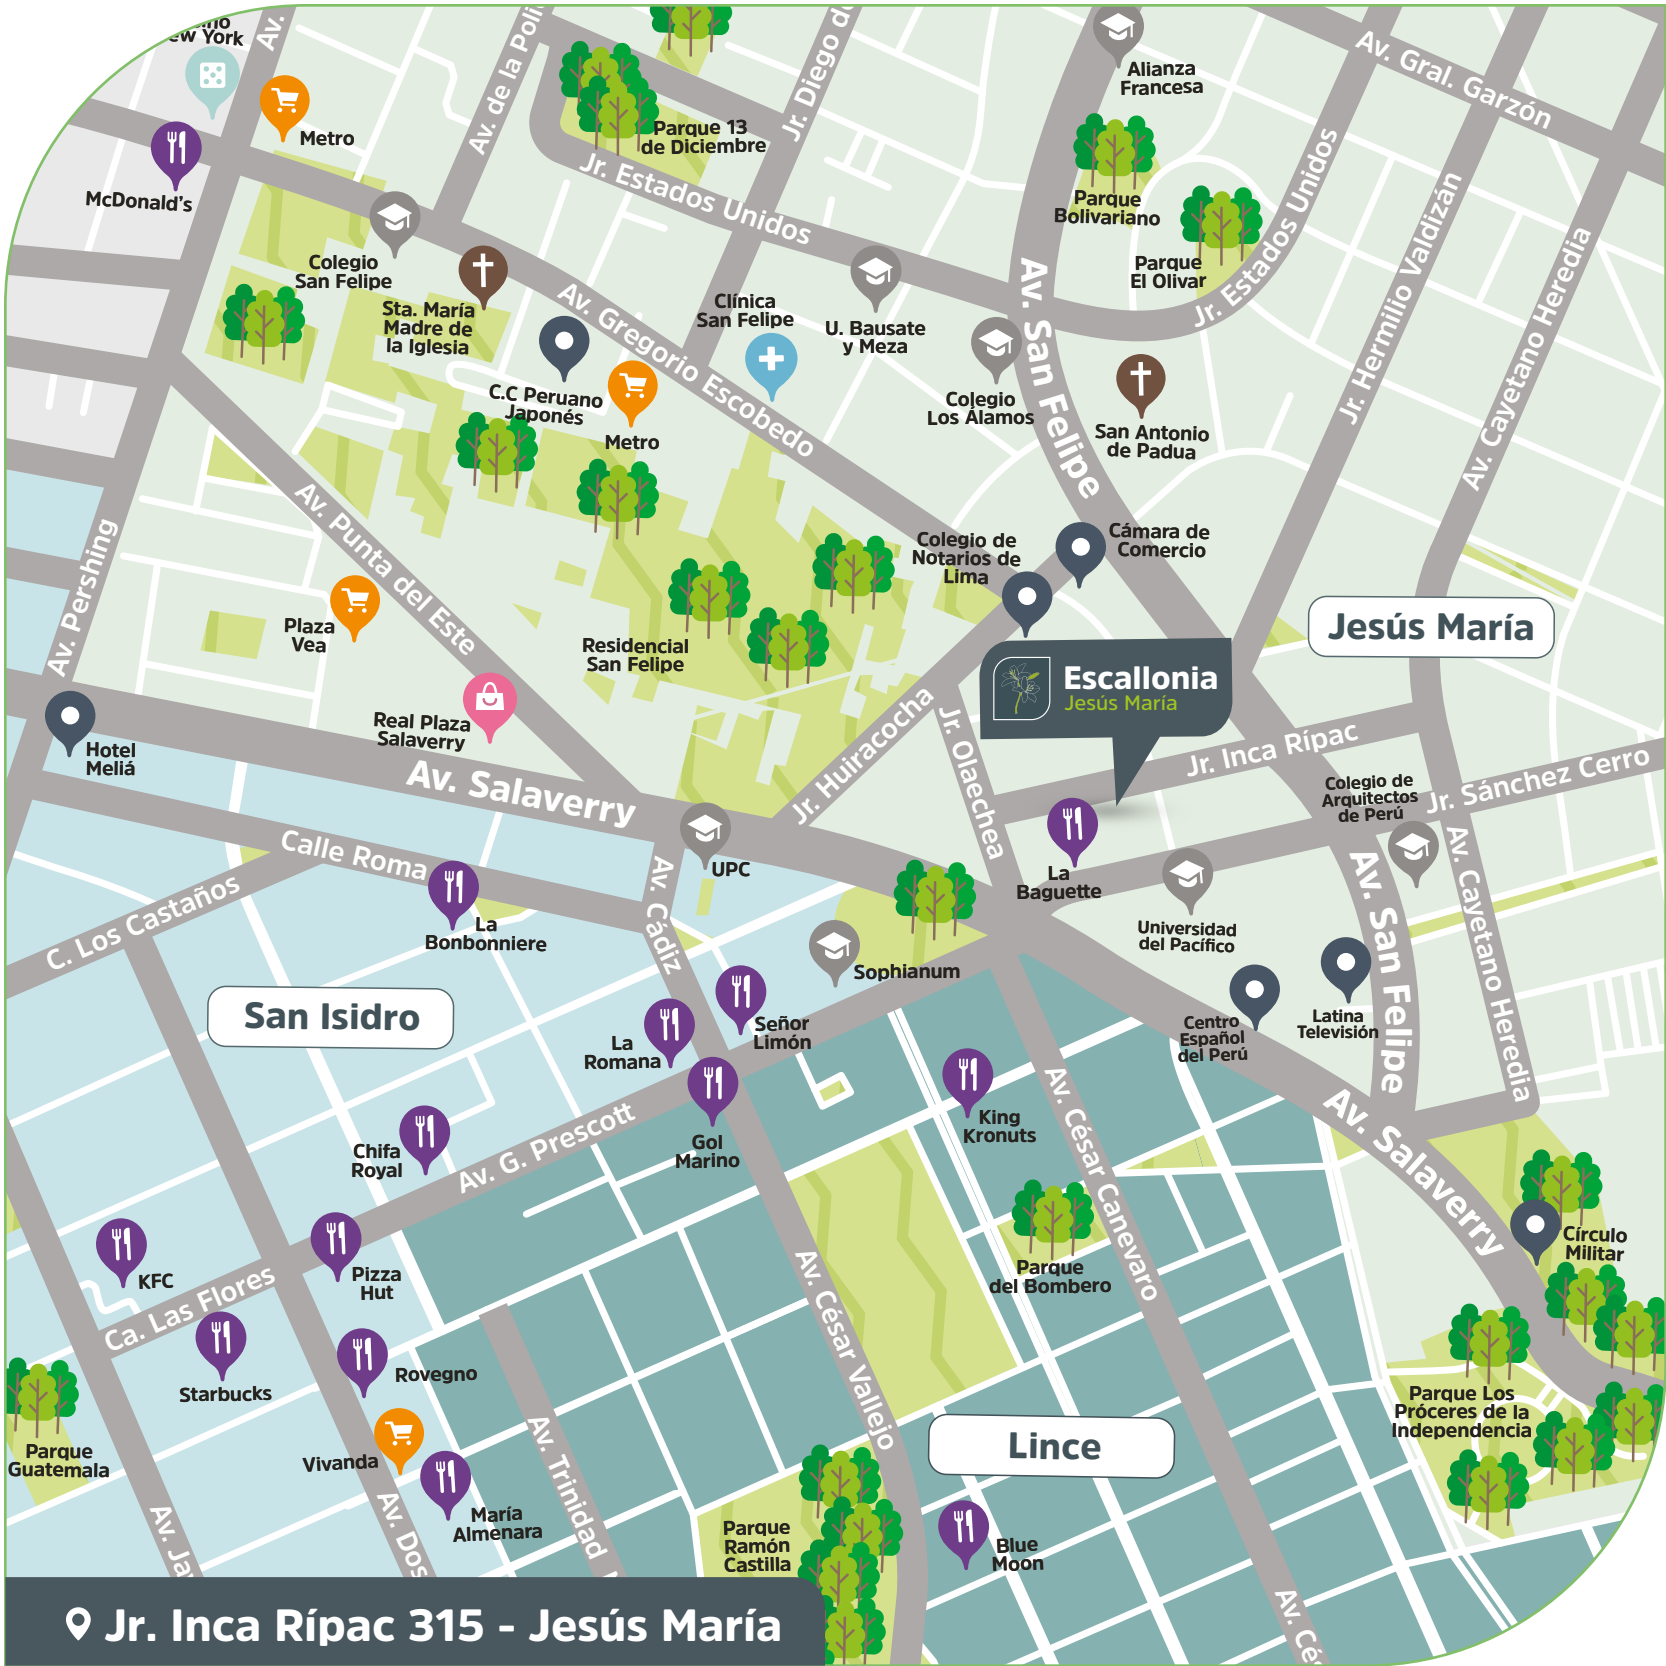 ew York
Av.
Metro
McDonald's
Av. de la
Parque 13
de Diciembre
Jr. Diego
Alianza
Francesa
Av. Gral. Garzón
Jr. Estados Unidos
Parque
Bolivariano
Parque
El Olivar
Jr. Estados Unidos
Jr. Hermilio Valdizán
Av. Cayetano Heredia
Colegio
San Felipe
Sta. María
Madre de
la Iglesia
Av. Gregorio Escobedo
Clínica
San Felipe
U. Bausate
y Meza
C.C Peruano
Japonés
Metro
Colegio
Los Álamos
Av. San Felipe
San Antonio
de Padua
Av. Pershing
Av. Punta del Este
Colegio de
Notarios de
Lima
Cámara de
Comercio
Plaza
Vea
Residencial
San Felipe
Jesús María
Escallonia
Jesús María
Real Plaza
Salaverry
Hotel
Meliá
Av. Salaverry
Jr. Huiracocha
Jr. Olaechea
Jr. Inca Rípac
Jr. Sánchez Cerro
Colegio de
Arquitectos
de Perú
Calle Roma
C. Los Castaños
UPC
La
Baguette
La
Bonbonniere
Av. Cádiz
Universidad
del Pacífico
Av. San Felipe
Av. Cayetano Heredia
Sophianum
San Isidro
Señor
Limón
La
Romana
Centro
Español
del Perú
Latina
Televisión
King
Kronuts
Gol
Marino
Chifa
Royal
Av. G. Prescott
Av. César Canevaro
Av. Salaverry
Círculo
Militar
KFC
Pizza
Hut
Ca. Las Flores
Parque
del Bombero
Av. César Vallejo
Starbucks
Rovegno
Parque Los
Próceres de la
Independencia
Parque
Guatemala
Vivanda
Lince
María
Almenara
Av. Trinidad
Av. Dos
Parque
Ramón
Castilla
Blue
Moon
Jr. Inca Rípac 315 - Jesús María